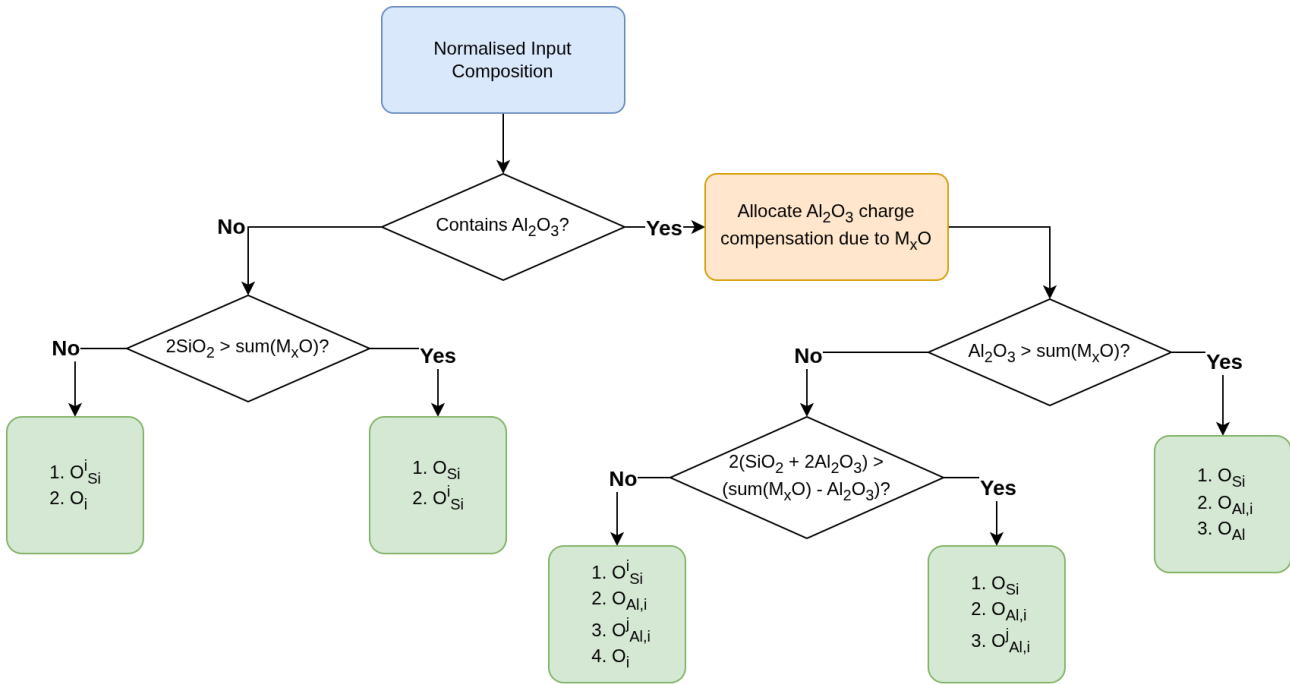 Normalised Input
Composition
Contains Al₂O₃?
No
Yes
Allocate Al₂O₃ charge
compensation due to MₓO
2SiO₂ > sum(MₓO)?
No
Yes
1. OⁱSi
2. Oᵢ
1. OSi
2. OⁱSi
Al₂O₃ > sum(MₓO)?
No
Yes
2(SiO₂ + 2Al₂O₃) >
(sum(MₓO) - Al₂O₃)?
No
Yes
1. OSi
2. OAl,i
3. OAl
1. OⁱSi
2. OAl,i
3. OʲAl,i
4. Oᵢ
1. OSi
2. OAl,i
3. OʲAl,i